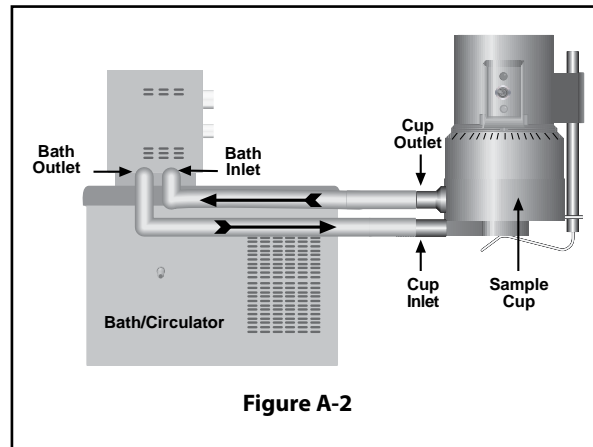 Cup
Outlet
Bath
Outlet
Bath
Inlet
Cup
Inlet
Sample
Cup
Bath/Circulator
Figure A-2